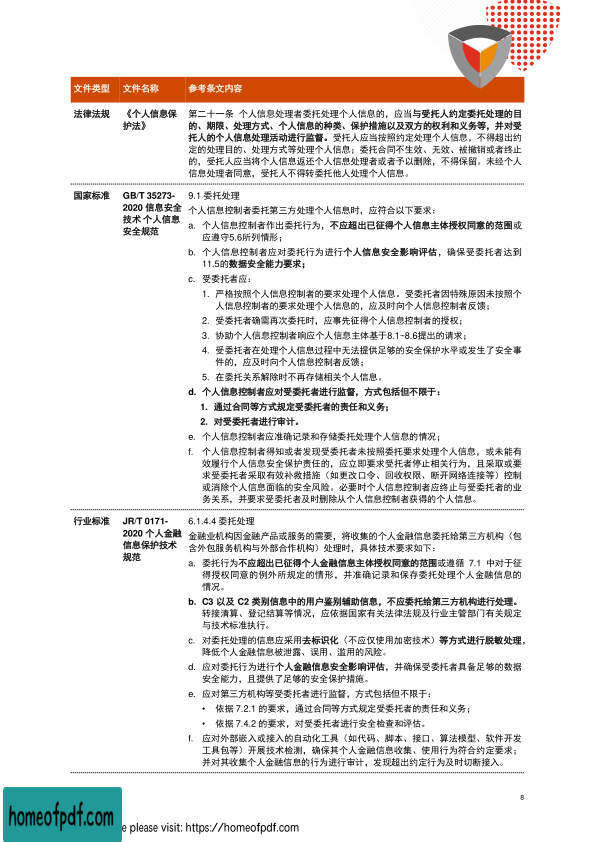 文件类型 文件名称 参考条文内容
法律法规 《个人信息保护法》 第二十一条 个人信息处理者委托处理个人信息的，应当与受托人约定委托处理的目
的、期限、处理方式、个人信息的种类、保护措施以及双方的权利和义务等，并对受
托人的个人信息处理活动进行监督。受托人应当按照约定处理个人信息，不得超出约
定的处理目的、处理方式等处理个人信息；委托合同不生效、无效、被撤销或者终止
的，受托人应当将个人信息返还个人信息处理者或者予以删除，不得保留。未经个人
信息处理者同意，受托人不得转委托他人处理个人信息。
国家标准 GB/T 35273-
2020 信息安全
技术 个人信息
安全规范
9.1 委托处理
个人信息控制者委托第三方处理个人信息时，应符合以下要求：
a. 个人信息控制者作出委托行为，不应超出已征得个人信息主体授权同意的范围或
应遵守5.6所列情形；
b. 个人信息控制者应对委托行为进行个人信息安全影响评估，确保受委托者达到
11.5的数据安全能力要求；
c. 受委托者应：
1. 严格按照个人信息控制者的要求处理个人信息。受委托者因特殊原因未按照个
人信息控制者的要求处理个人信息的，应及时向个人信息控制者反馈；
2. 受委托者确需再次委托时，应事先征得个人信息控制者的授权；
3. 协助个人信息控制者响应个人信息主体基于8.1~8.6提出的请求；
4. 受委托者在处理个人信息过程中无法提供足够的安全保护水平或发生了安全事
件的，应及时向个人信息控制者反馈；
5. 在委托关系解除时不再存储相关个人信息。
d. 个人信息控制者应对受委托者进行监督，方式包括但不限于：
1. 通过合同等方式规定受委托者的责任和义务；
2. 对受委托者进行审计。
e. 个人信息控制者应准确记录和存储委托处理个人信息的情况；
f. 个人信息控制者得知或者发现受委托者未按照委托要求处理个人信息，或未能有
效履行个人信息安全保护责任的，应立即要求受托者停止相关行为，且采取或要
求受委托者采取有效补救措施（如更改口令、回收权限、断开网络连接等）控制
或消除个人信息面临的安全风险。必要时个人信息控制者应终止与受委托者的业
务关系，并要求受委托者及时删除从个人信息控制者获得的个人信息。
行业标准 JR/T 0171-
2020 个人金融
信息保护技术
规范
6.1.4.4 委托处理
金融业机构因金融产品或服务的需要，将收集的个人金融信息委托给第三方机构（包
含外包服务机构与外部合作机构）处理时，具体技术要求如下：
a. 委托行为不应超出已征得个人金融信息主体授权同意的范围或遵循 7.1 中对于征
得授权同意的例外所规定的情形，并准确记录和保存委托处理个人金融信息的
情况。
b. C3 以及 C2 类别信息中的用户鉴别辅助信息，不应委托给第三方机构进行处理。
转接清算、登记结算等情况，应依据国家有关法律法规及行业主管部门有关规定
与技术标准执行。
c. 对委托处理的信息应采用去标识化（不应仅使用加密技术）等方式进行脱敏处理，
降低个人金融信息被泄露、误用、滥用的风险。
d. 应对委托行为进行个人金融信息安全影响评估，并确保受委托者具备足够的数据
安全能力，且提供了足够的安全保护措施。
e. 应对第三方机构等受委托者进行监督，方式包括但不限于：
• 依据 7.2.1 的要求，通过合同等方式规定受委托者的责任和义务；
• 依据 7.4.2 的要求，对受委托者进行安全检查和评估。
f. 应对外部嵌入或接入的自动化工具（如代码、脚本、接口、算法模型、软件开发
工具包等）开展技术检测，确保其个人金融信息收集、使用行为符合约定要求；
并对其收集个人金融信息的行为进行审计，发现超出约定行为及时切断接入。
8
homeofpdf.com
e please visit: https://homeofpdf.com